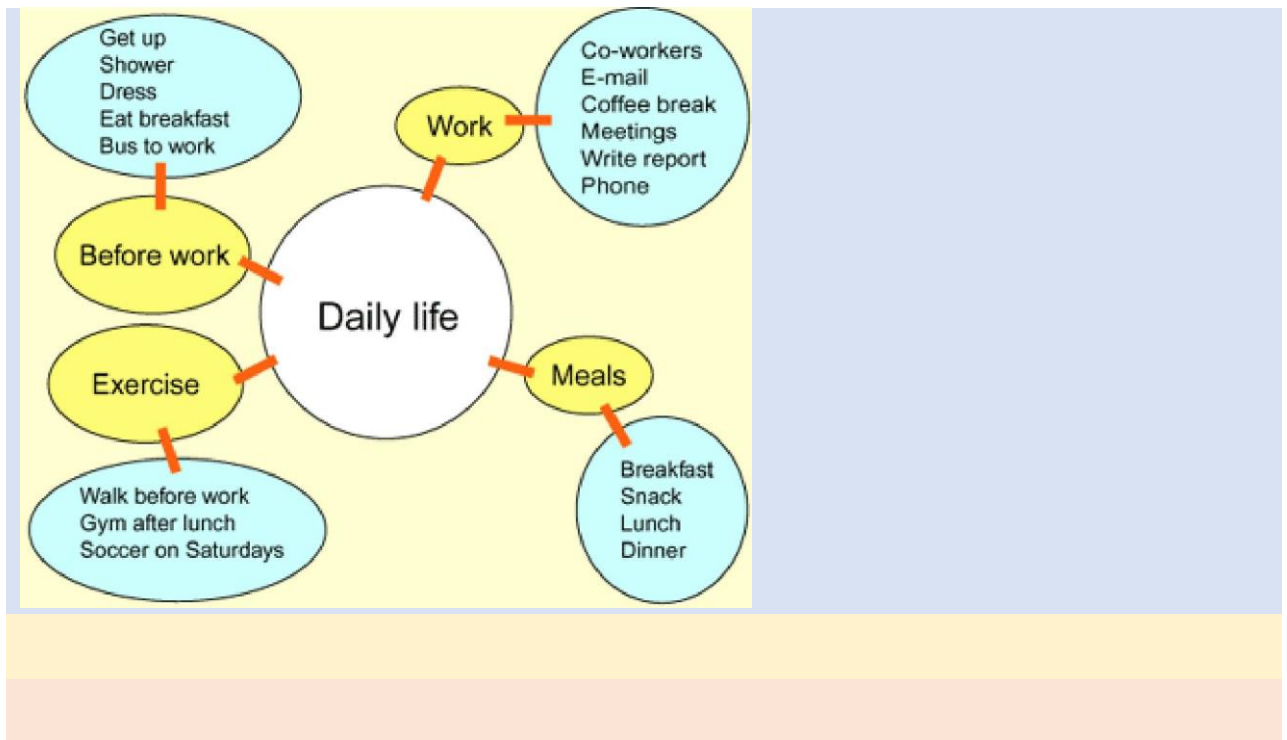 Get up
Shower
Dress
Eat breakfast
Bus to work
Before work
Work
Co-workers
E-mail
Coffee break
Meetings
Write report
Phone
Daily life
Exercise
Walk before work
Gym after lunch
Soccer on Saturdays
Meals
Breakfast
Snack
Lunch
Dinner